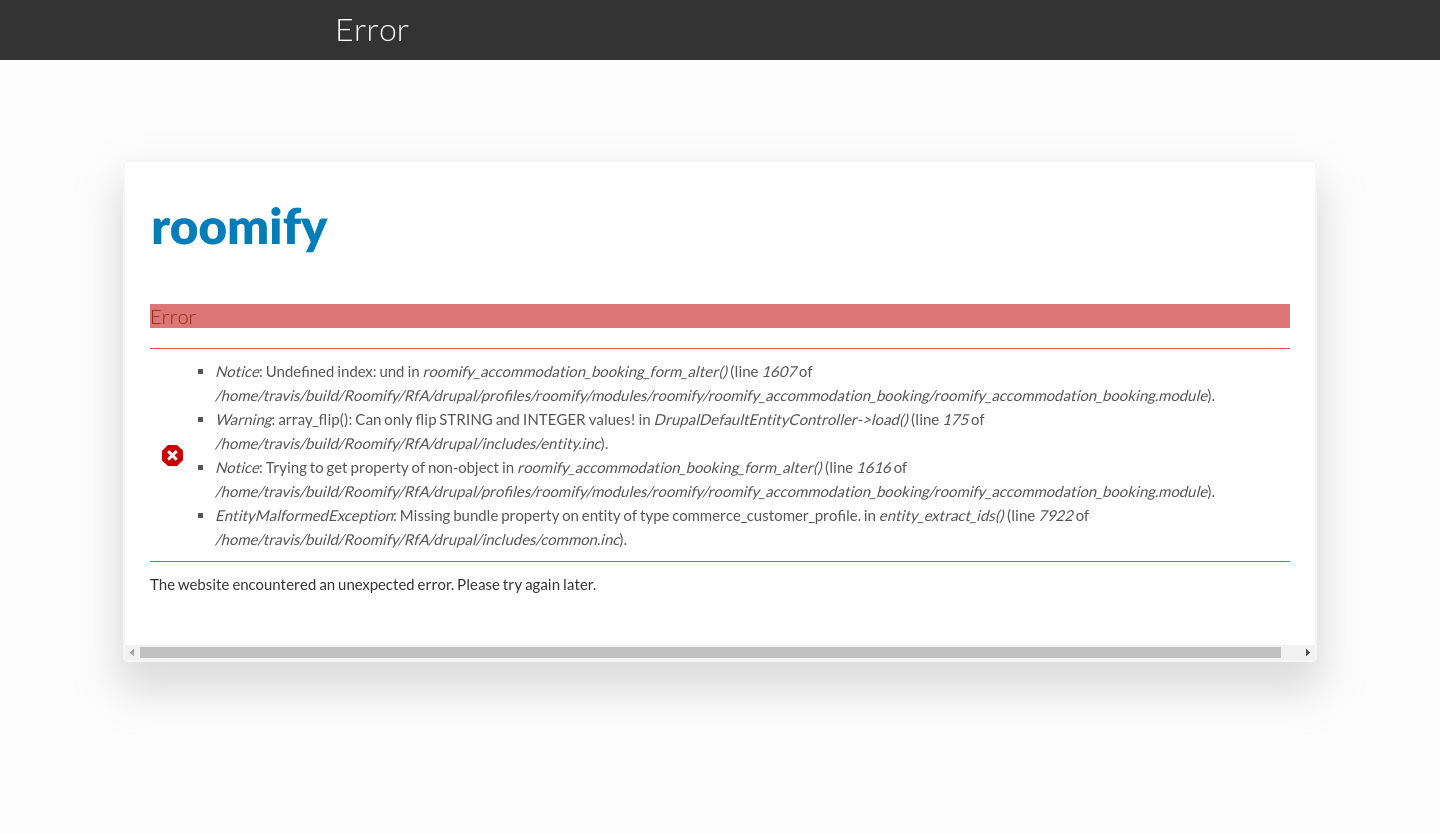 Error
roomify
Error
Notice: Undefined index: und in roomify_accommodation_booking_form_alter() (line 1607 of
/home/travis/build/Roomify/RfA/drupal/profiles/roomify/modules/roomify/roomify_accommodation_booking/roomify_accommodation_booking.module).
Warning: array_flip(): Can only flip STRING and INTEGER values! in DrupalDefaultEntityController->load() (line 175 of
/home/travis/build/Roomify/RfA/drupal/includes/entity.inc).
Notice: Trying to get property of non-object in roomify_accommodation_booking_form_alter() (line 1616 of
/home/travis/build/Roomify/RfA/drupal/profiles/roomify/modules/roomify/roomify_accommodation_booking/roomify_accommodation_booking.module).
EntityMalformedException: Missing bundle property on entity of type commerce_customer_profile. in entity_extract_ids() (line 7922 of
/home/travis/build/Roomify/RfA/drupal/includes/common.inc).
The website encountered an unexpected error. Please try again later.